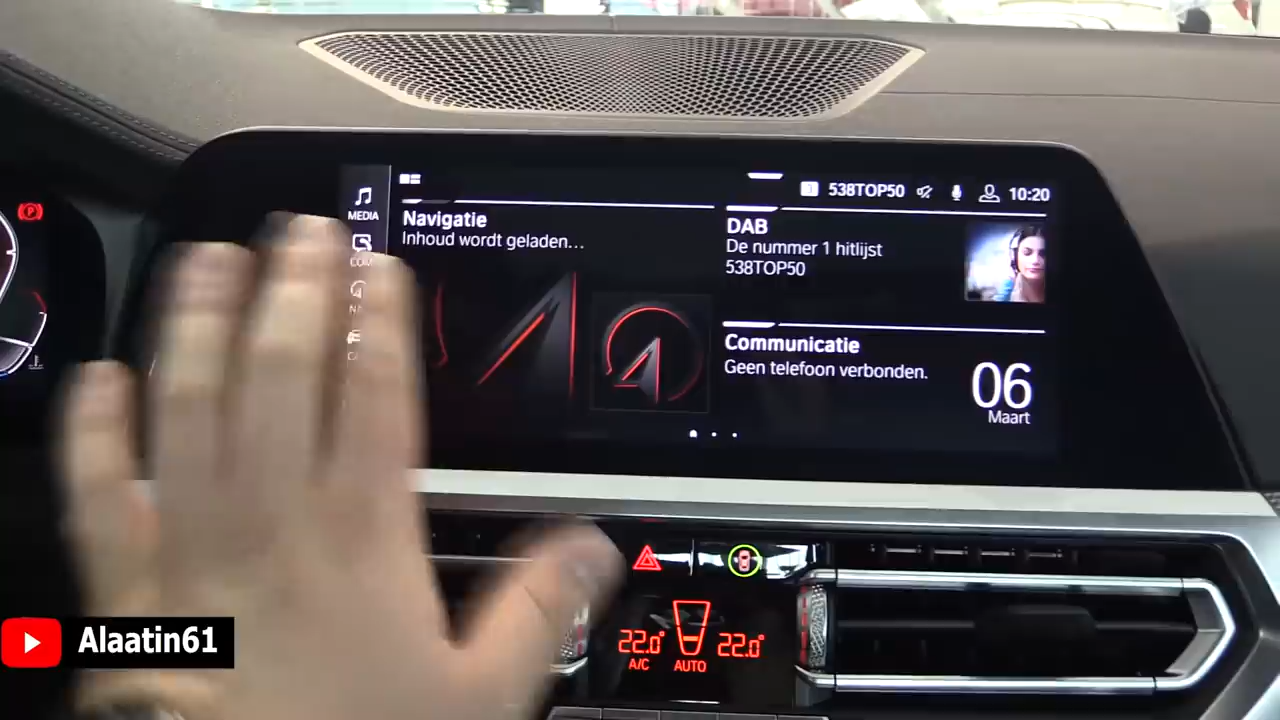 538TOP50 10:20
MEDIA
COM
Navigatie
Inhoud wordt geladen...
DAB
De nummer 1 hitlijst
538TOP50
Communicatie
Geen telefoon verbonden.
06
Maart
P
22.0° 22.0°
A/C AUTO
Alaatin61